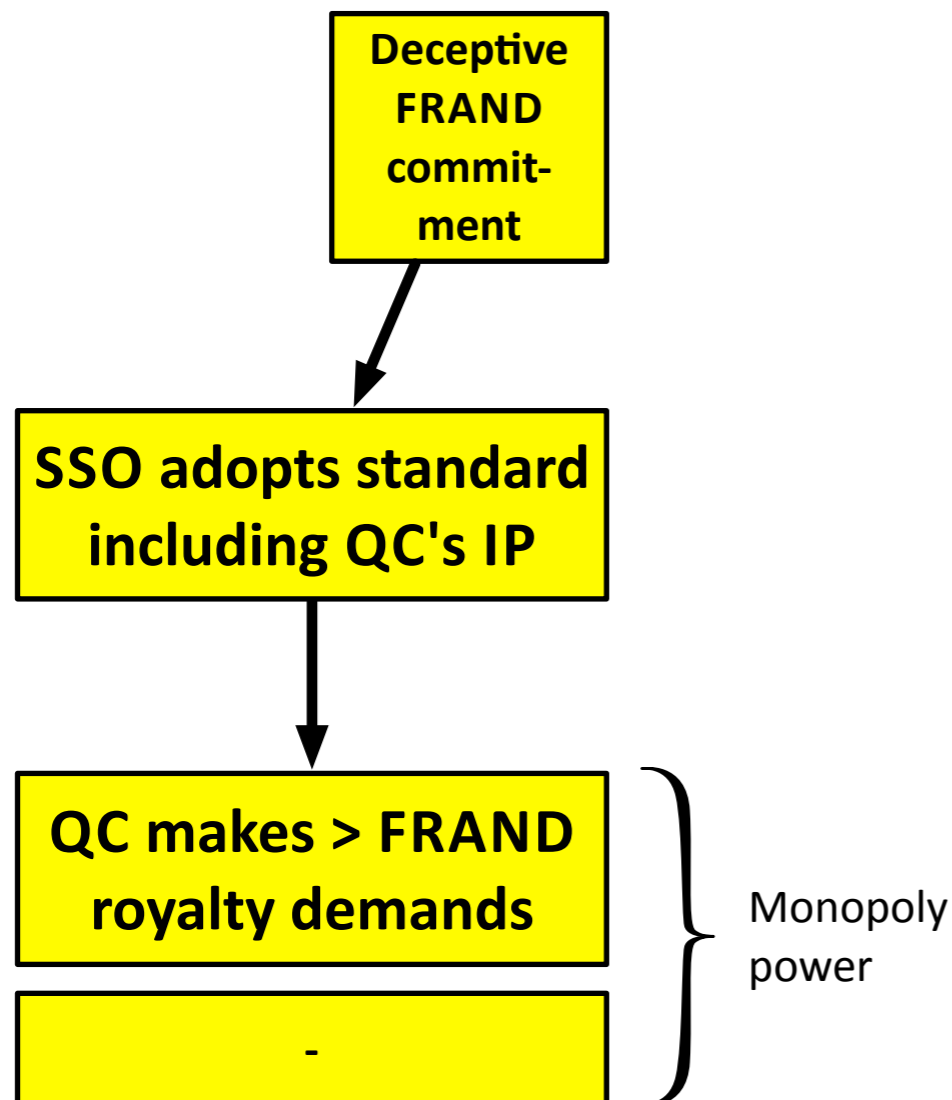 Deceptive
FRAND
commit-
ment
SSO adopts standard
including QC's IP
QC makes > FRAND
royalty demands
Monopoly
power
-